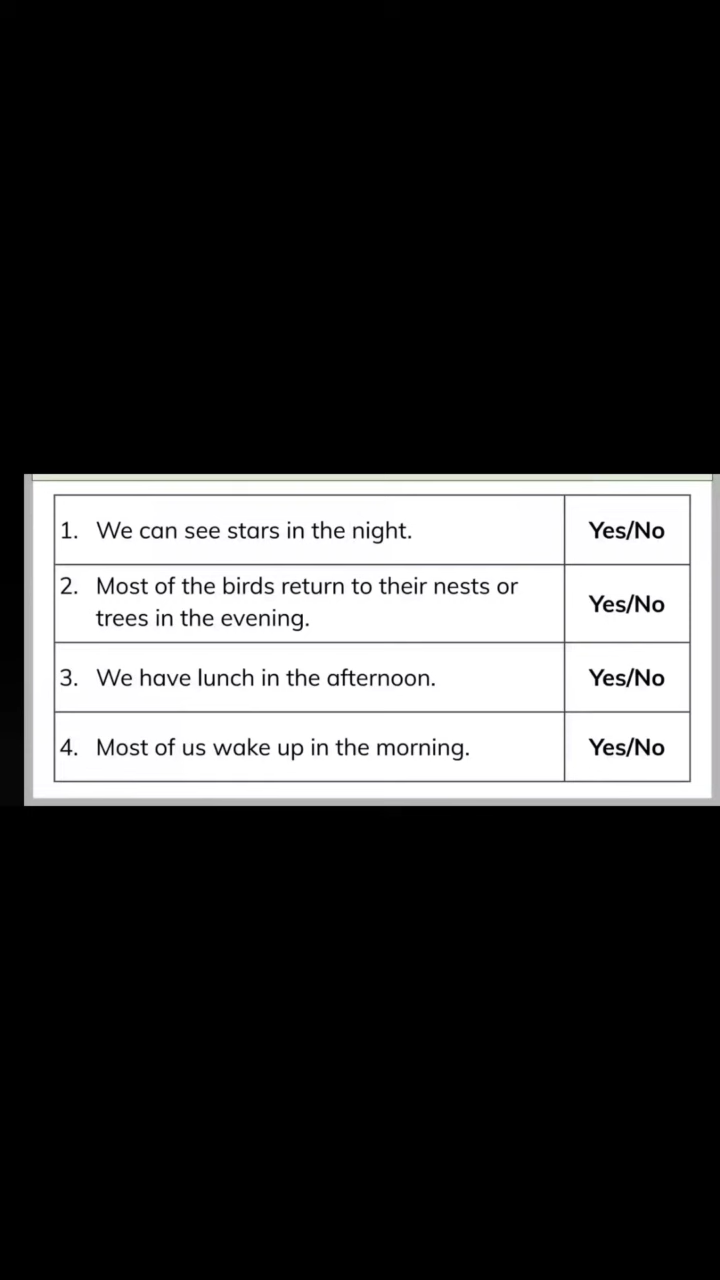 1. We can see stars in the night. Yes/No
2. Most of the birds return to their nests or
trees in the evening. Yes/No
3. We have lunch in the afternoon. Yes/No
4. Most of us wake up in the morning. Yes/No